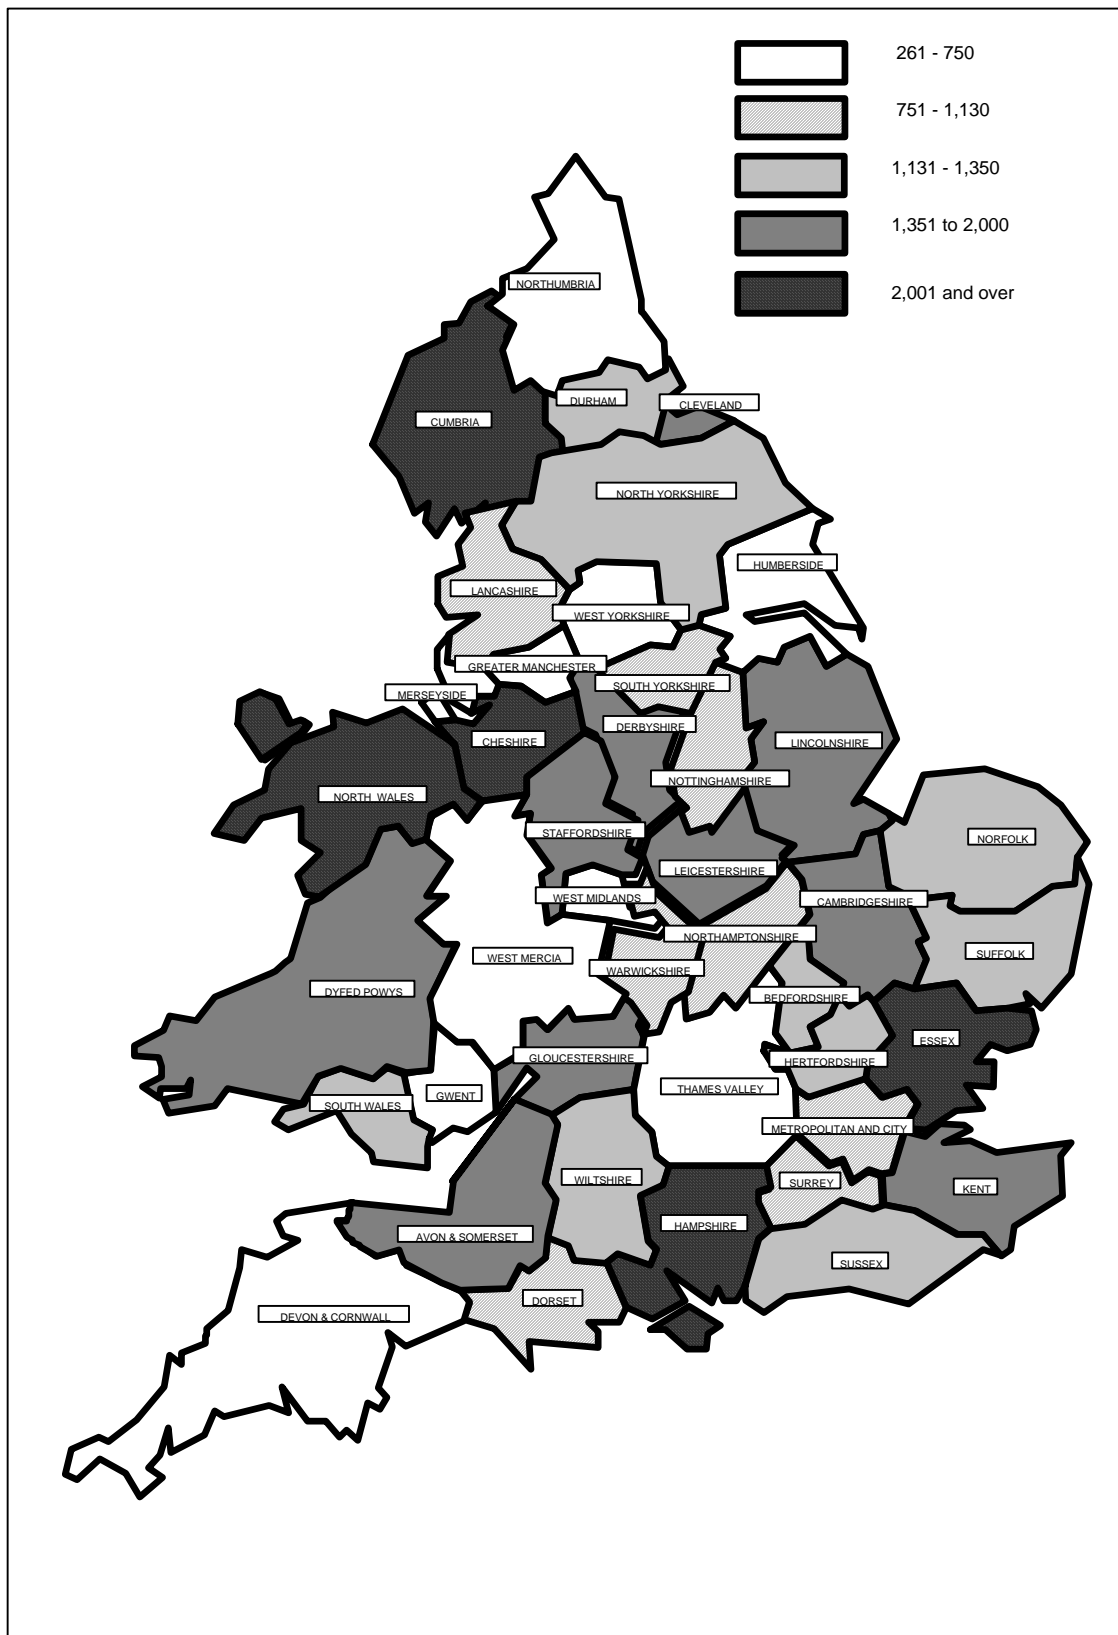 261 - 750
751 - 1,130
1,131 - 1,350
1,351 to 2,000
2,001 and over
NORTHUMBRIA
DURHAM
CLEVELAND
CUMBRIA
NORTH YORKSHIRE
HUMBERSIDE
LANCASHIRE
WEST YORKSHIRE
GREATER MANCHESTER
SOUTH YORKSHIRE
MERSEYSIDE
DERBYSHIRE
CHESHIRE
LINCOLNSHIRE
NOTTINGHAMSHIRE
NORTH WALES
STAFFORDSHIRE
NORFOLK
LEICESTERSHIRE
WEST MIDLANDS
CAMBRIDGESHIRE
NORTHAMPTONSHIRE
SUFFOLK
WEST MERCIA
WARWICKSHIRE
DYFED POWYS
BEDFORDSHIRE
ESSEX
GLOUCESTERSHIRE
HERTFORDSHIRE
THAMES VALLEY
GWENT
SOUTH WALES
METROPOLITAN AND CITY
WILTSHIRE
SURREY
KENT
HAMPSHIRE
AVON & SOMERSET
SUSSEX
DORSET
DEVON & CORNWALL